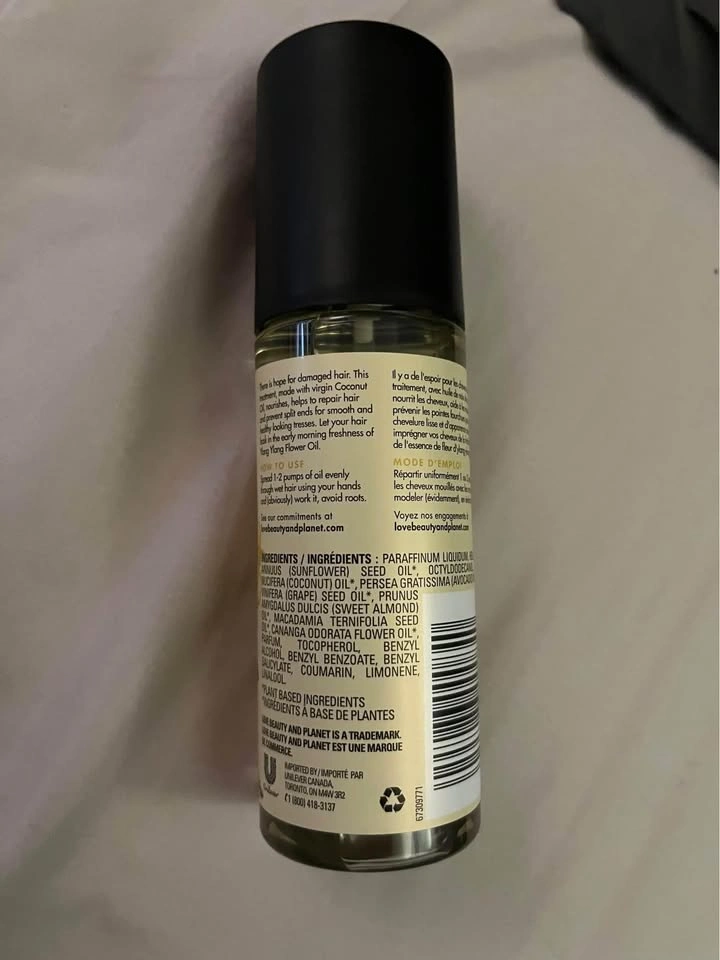 There is hope for damaged hair. This
treatment, made with virgin Coconut
Oil, nourishes, helps to repair hair
and prevent split ends for smooth and
healthy looking tresses. Let your hair
soak in the early morning freshness of
Ylang Ylang Flower Oil.
HOW TO USE
Spread 1-2 pumps of oil evenly
through wet hair using your hands
and (obviously) work it, avoid roots.
See our commitments at
lovebeautyandplanet.com
Il y a de l'espoir pour les
traitement, avec huile de
nourrit les cheveux, aide à
prévenir les pointes
chevelure lisse et
imprégner vos cheveux de la
de l'essence de fleur d'ylang
MODE D'EMPLOI
Répartir uniformément 1 ou
les cheveux mouillés avec
modeler (évidemment), en
Voyez nos engagements à
lovebeautyandplanet.com
INGREDIENTS / INGRÉDIENTS : PARAFFINUM LIQUIDUM,
ANNUUS (SUNFLOWER) SEED OIL*, OCTYLDODECANOL,
NUCIFERA (COCONUT) OIL*, PERSEA GRATISSIMA (AVOCADO
VINIFERA (GRAPE) SEED OIL*, PRUNUS
AMYGDALUS DULCIS (SWEET ALMOND)
OIL*, MACADAMIA TERNIFOLIA SEED
OIL*, CANANGA ODORATA FLOWER OIL*,
PARFUM, TOCOPHEROL, BENZYL
ALCOHOL, BENZYL BENZOATE, BENZYL
SALICYLATE, COUMARIN, LIMONENE,
LINALOOL.
*PLANT BASED INGREDIENTS
*INGRÉDIENTS À BASE DE PLANTES
LOVE BEAUTY AND PLANET IS A TRADEMARK.
LOVE BEAUTY AND PLANET EST UNE MARQUE
DE COMMERCE.
Unilever
IMPORTED BY / IMPORTÉ PAR
UNILEVER CANADA,
TORONTO, ON M4W 3R2
1 (800) 418-3137
67309771